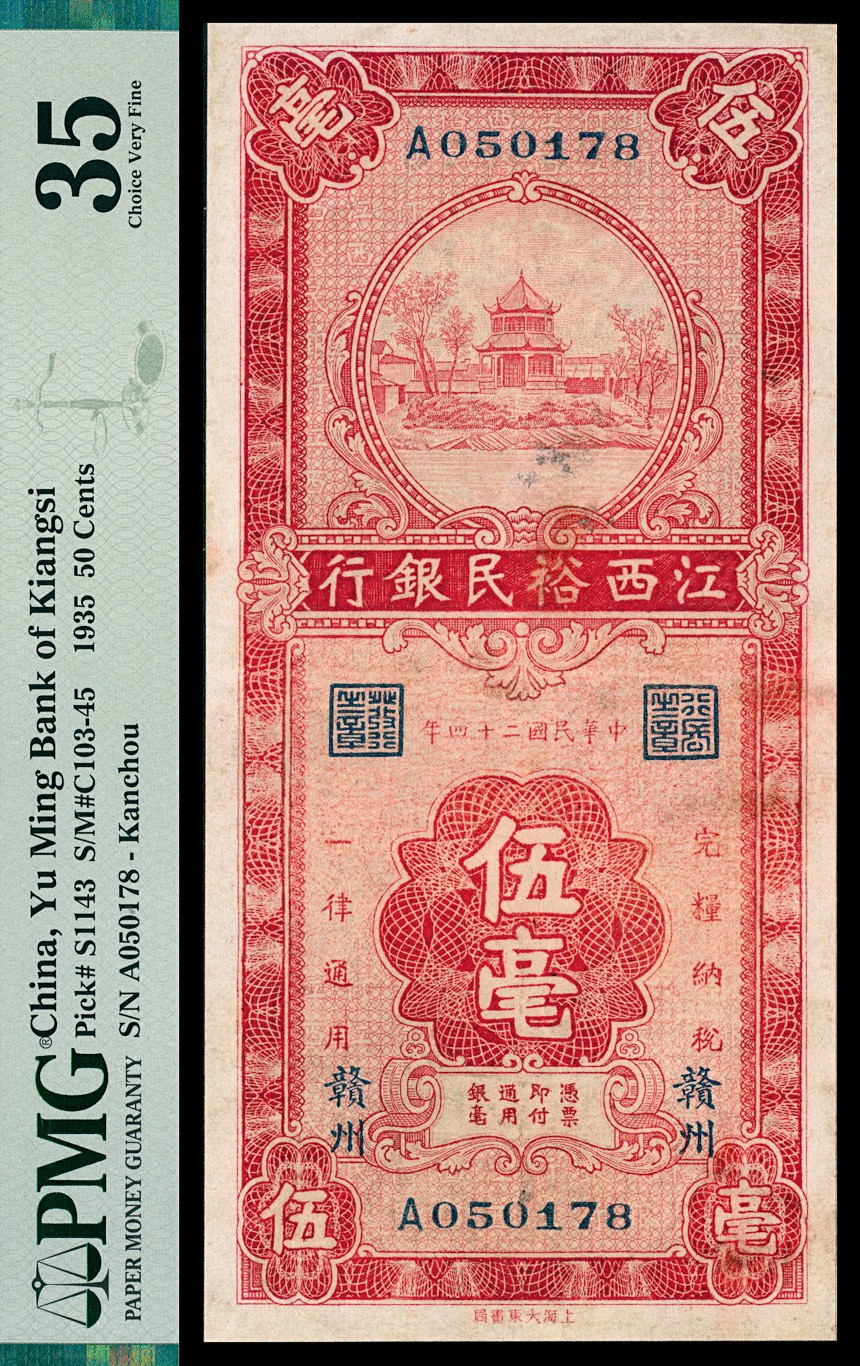 PMG®
PAPER MONEY GUARANTY
China, Yu Ming Bank of Kiangsi
Pick# S1143 S/M#C103-45 1935 50 Cents
S/N A050178 - Kanchou
35
Choice Very Fine
伍毫
A050178
江西裕民銀行
中華民國二十四年
完糧納稅
伍毫
一律通用
憑票即付通用銀毫
贛州
贛州
A050178
伍毫
上海大東書局